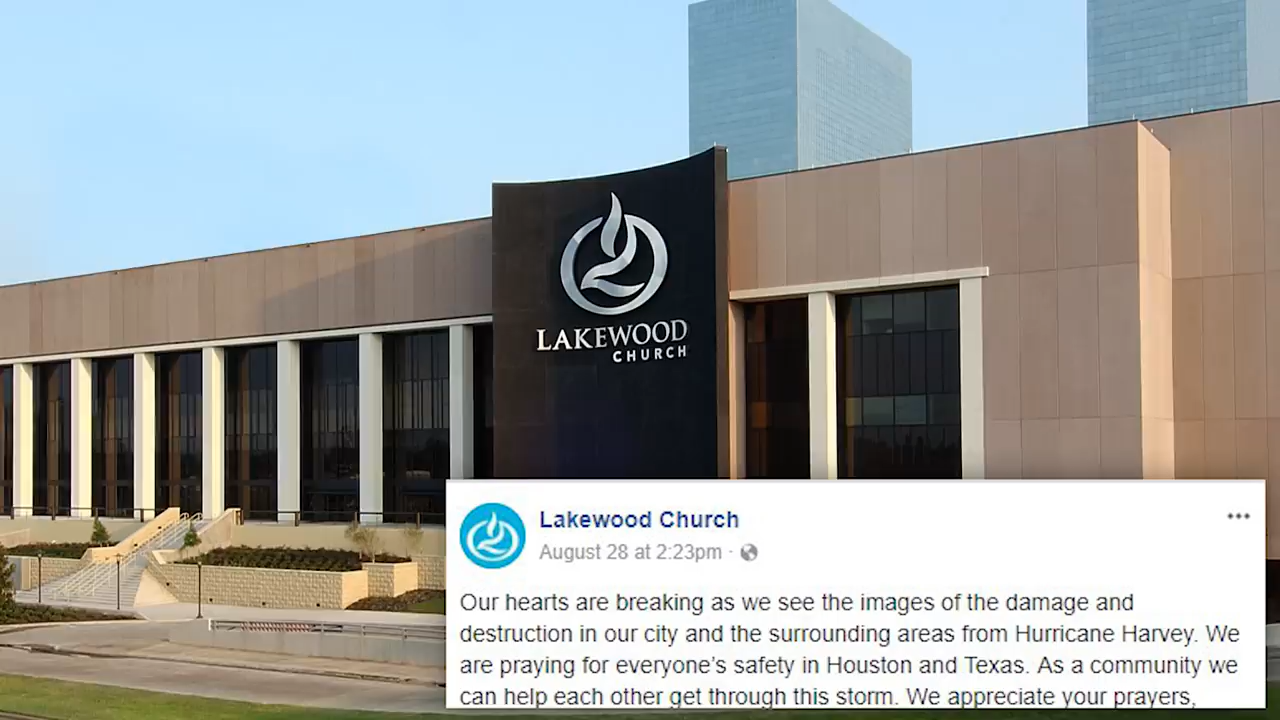 LAKEWOOD
CHURCH
Lakewood Church
August 28 at 2:23pm ·
Our hearts are breaking as we see the images of the damage and
destruction in our city and the surrounding areas from Hurricane Harvey. We
are praying for everyone's safety in Houston and Texas. As a community we
can help each other get through this storm. We appreciate your prayers,